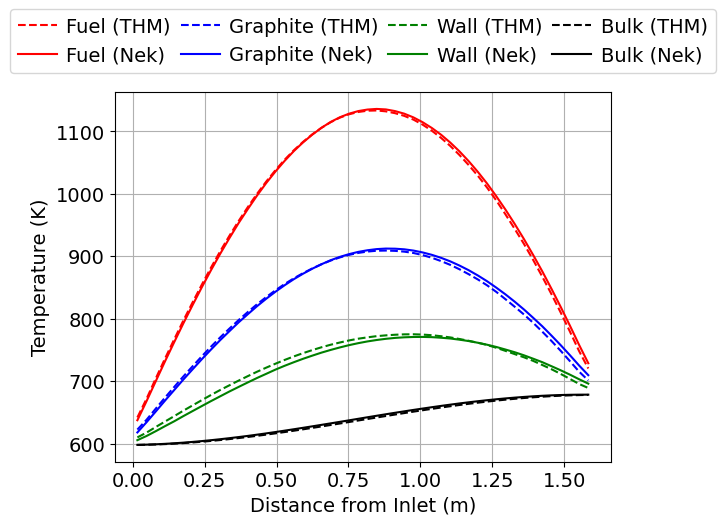 Fuel (THM) Graphite (THM) Wall (THM) Bulk (THM)
Fuel (Nek) Graphite (Nek) Wall (Nek) Bulk (Nek)
1100
1000
900
800
700
600
Temperature (K)
0.00 0.25 0.50 0.75 1.00 1.25 1.50
Distance from Inlet (m)